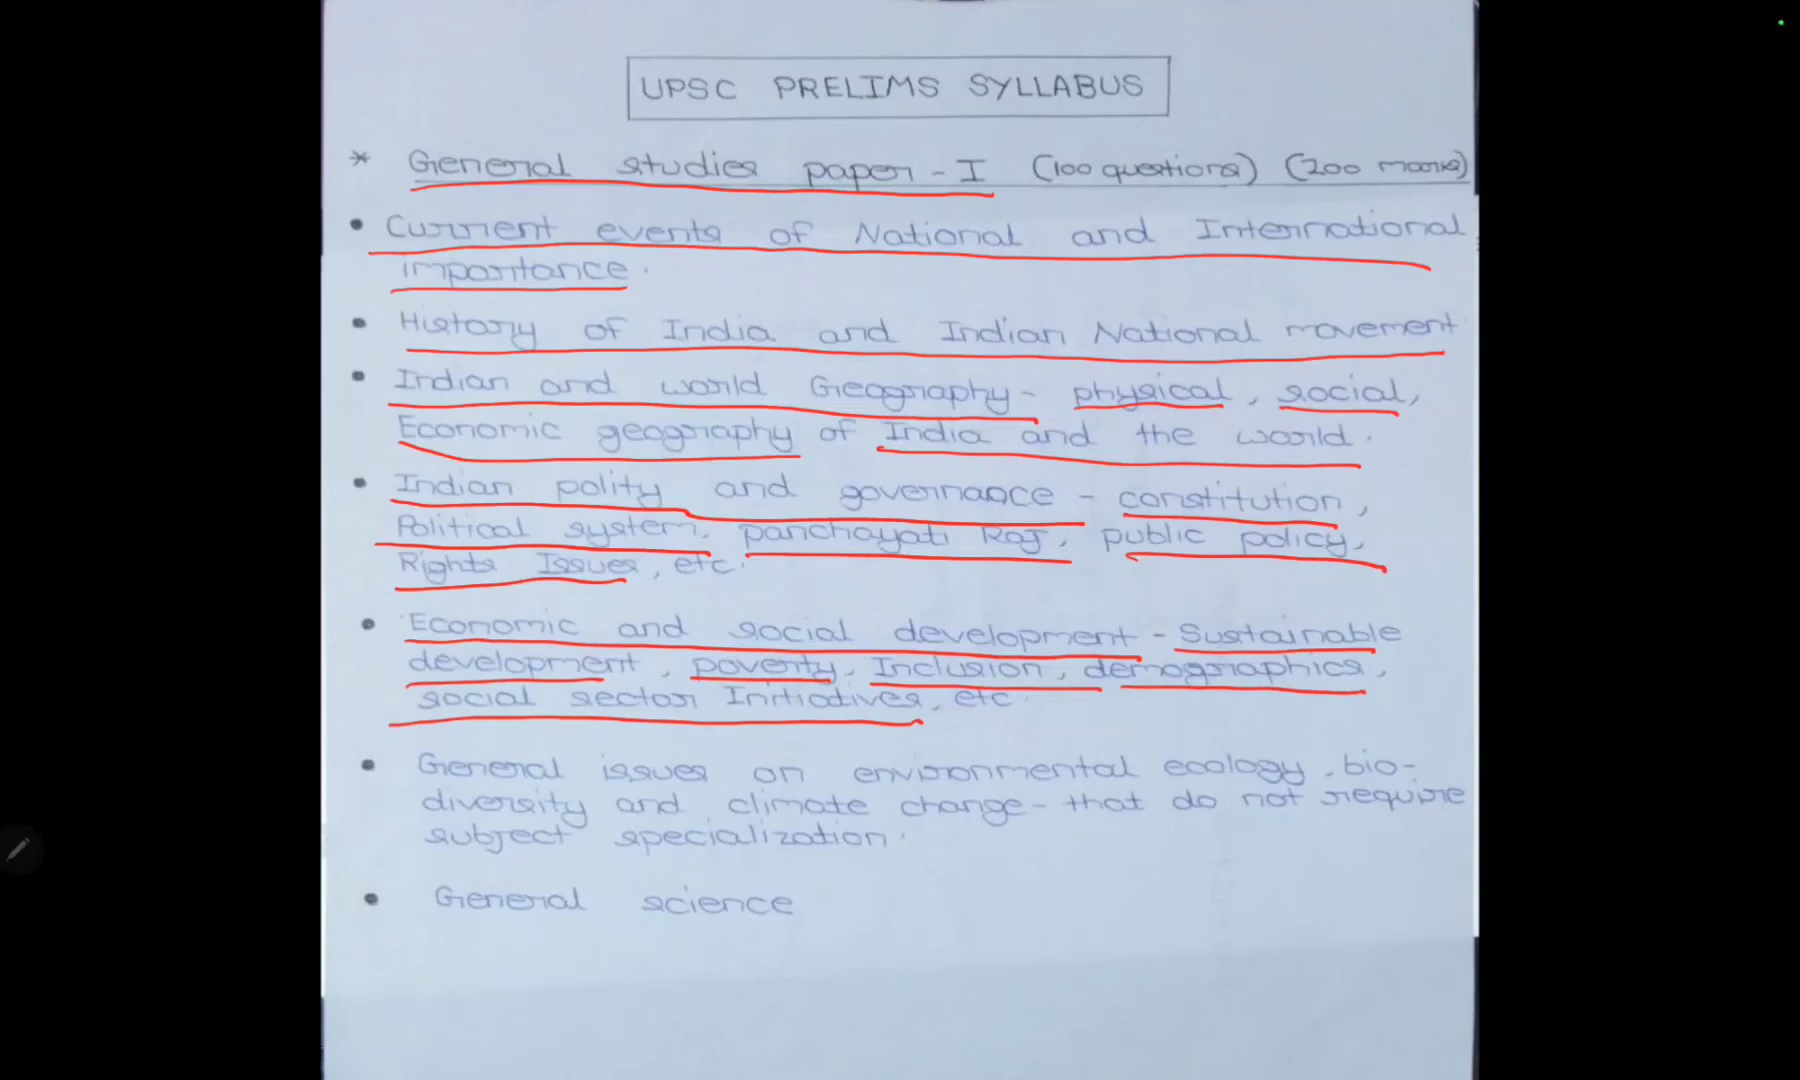 UPSC PRELIMS SYLLABUS
* General studies paper - I (100 questions) (200 marks)
• Current events of National and International
importance.
• History of India and Indian National movement
• Indian and world Geography - physical, social,
Economic geography of India and the world.
• Indian polity and governance - constitution,
Political system, panchayati Raj, public policy,
Rights Issues, etc.
• Economic and social development - Sustainable
development, poverty, Inclusion, demographics,
social sector Initiatives, etc.
• General issues on environmental ecology, bio-
diversity and climate change - that do not require
subject specialization.
• General science